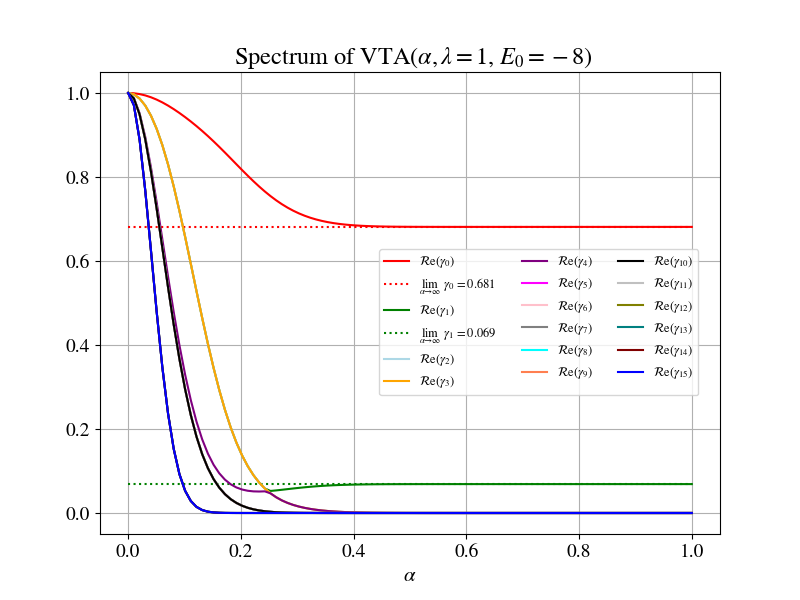 Spectrum of VTA(α, λ = 1, E₀ = −8)
1.0
0.8
0.6
0.4
0.2
0.0
0.0 0.2 0.4 0.6 0.8 1.0
α
ℛe(γ₀)
lim α→∞ γ₀ = 0.681
ℛe(γ₁)
lim α→∞ γ₁ = 0.069
ℛe(γ₂)
ℛe(γ₃)
ℛe(γ₄)
ℛe(γ₅)
ℛe(γ₆)
ℛe(γ₇)
ℛe(γ₈)
ℛe(γ₉)
ℛe(γ₁₀)
ℛe(γ₁₁)
ℛe(γ₁₂)
ℛe(γ₁₃)
ℛe(γ₁₄)
ℛe(γ₁₅)